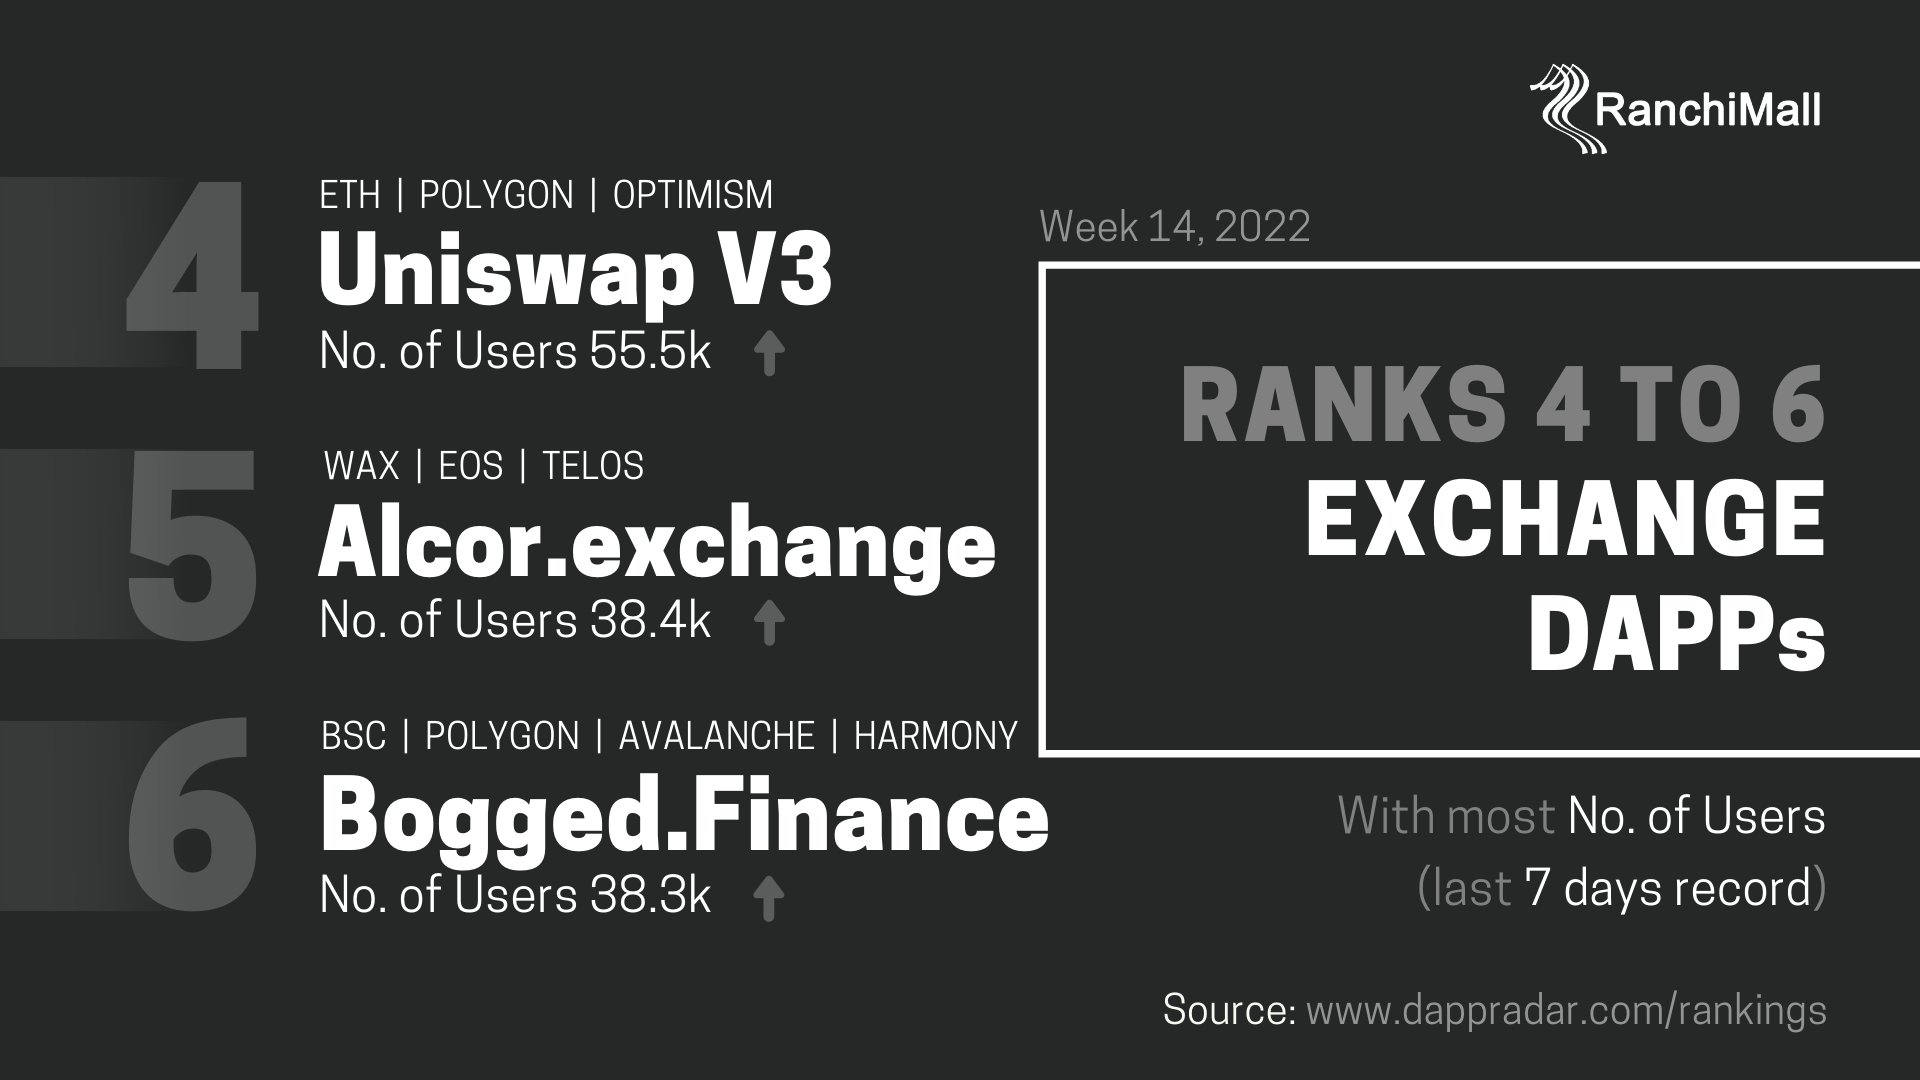 RanchiMall
4
ETH | POLYGON | OPTIMISM
Uniswap V3
No. of Users 55.5k
5
WAX | EOS | TELOS
Alcor.exchange
No. of Users 38.4k
6
BSC | POLYGON | AVALANCHE | HARMONY
Bogged.Finance
No. of Users 38.3k
Week 14, 2022
RANKS 4 TO 6
EXCHANGE
DAPPs
With most No. of Users
(last 7 days record)
Source: www.dappradar.com/rankings